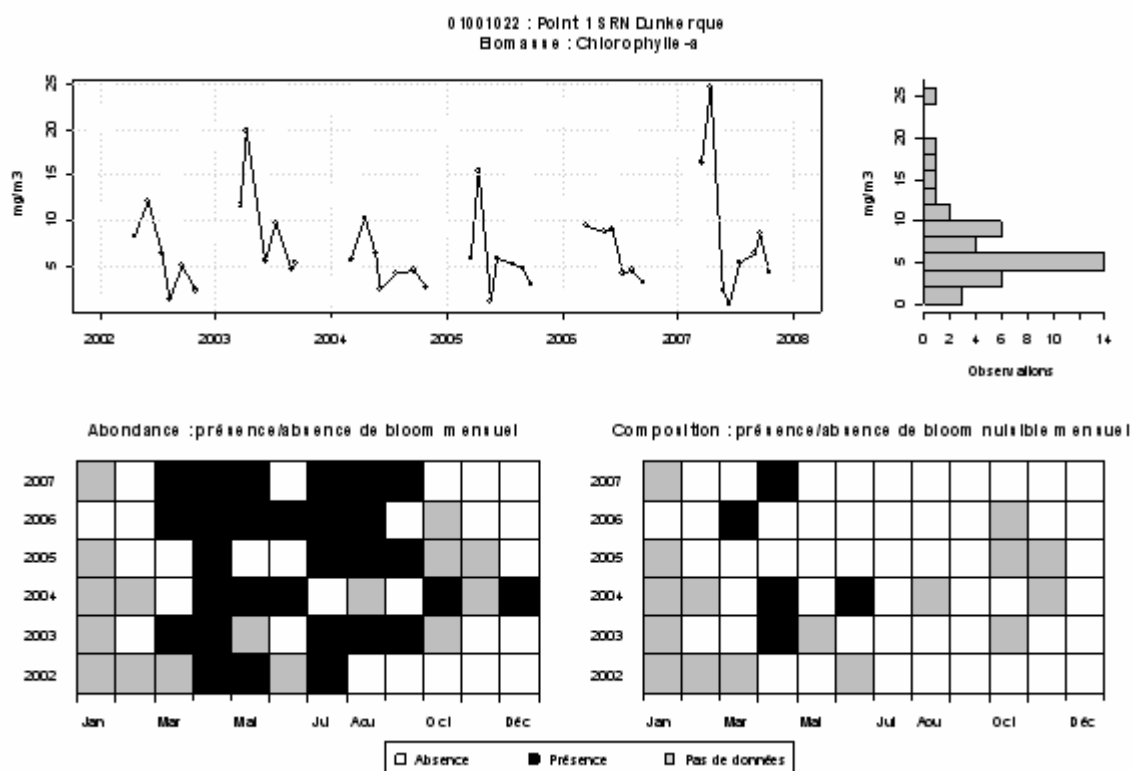 01001022 : Point 1 SRN Dunkerque
Biomasse : Chlorophylle-a
mg/m3
25
20
15
10
5
2002
2003
2004
2005
2006
2007
2008
mg/m3
25
20
15
10
5
0
0
2
4
6
8
10
14
Observations
Abondance : présence/absence de bloom mensuel
2007
2006
2005
2004
2003
2002
Jan
Mar
Mai
Jul
Aou
Oct
Déc
Composition : présence/absence de bloom nuisible mensuel
2007
2006
2005
2004
2003
2002
Jan
Mar
Mai
Jul
Aou
Oct
Déc
Absence
Présence
Pas de données